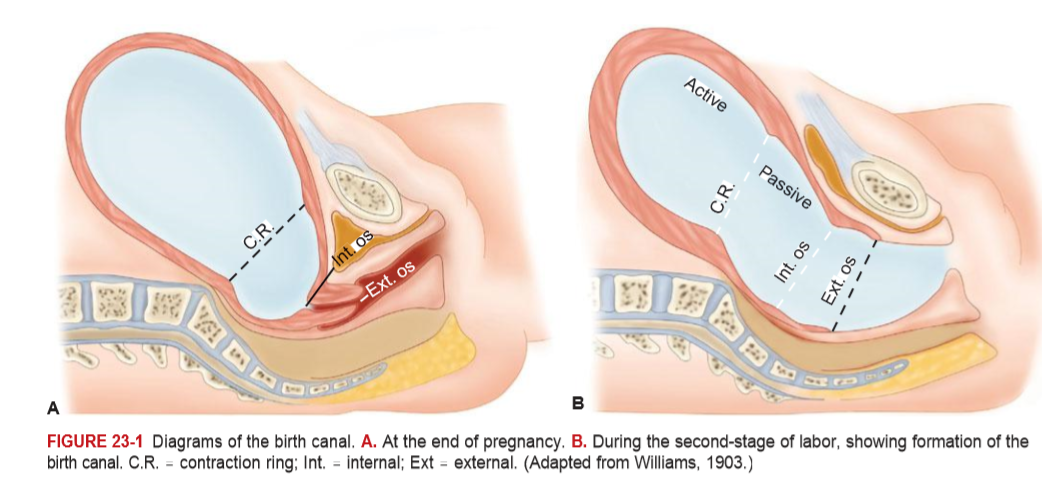 C.R.
Int. os
Ext. os
A
Active
Passive
C.R.
Int. os
Ext. os
B
FIGURE 23-1 Diagrams of the birth canal. A. At the end of pregnancy. B. During the second-stage of labor, showing formation of the
birth canal. C.R. = contraction ring; Int. = internal; Ext = external. (Adapted from Williams, 1903.)